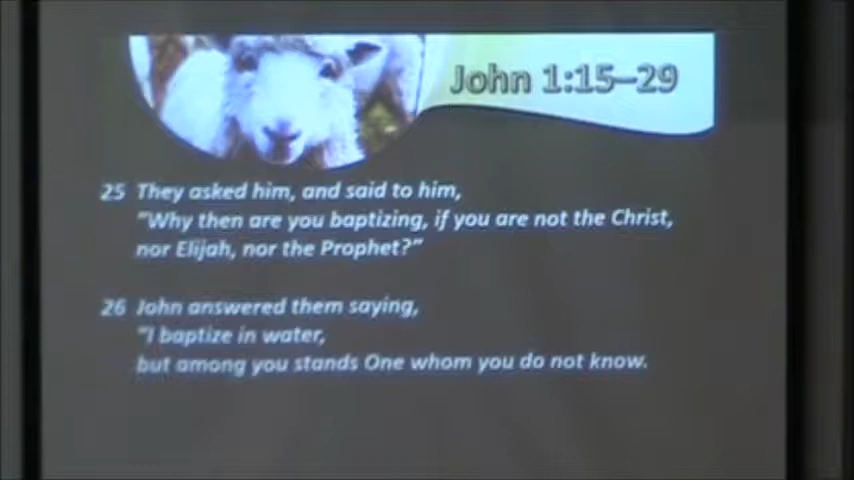 John 1:15–29
25 They asked him, and said to him,
"Why then are you baptizing, if you are not the Christ,
nor Elijah, nor the Prophet?"
26 John answered them saying,
"I baptize in water,
but among you stands One whom you do not know.